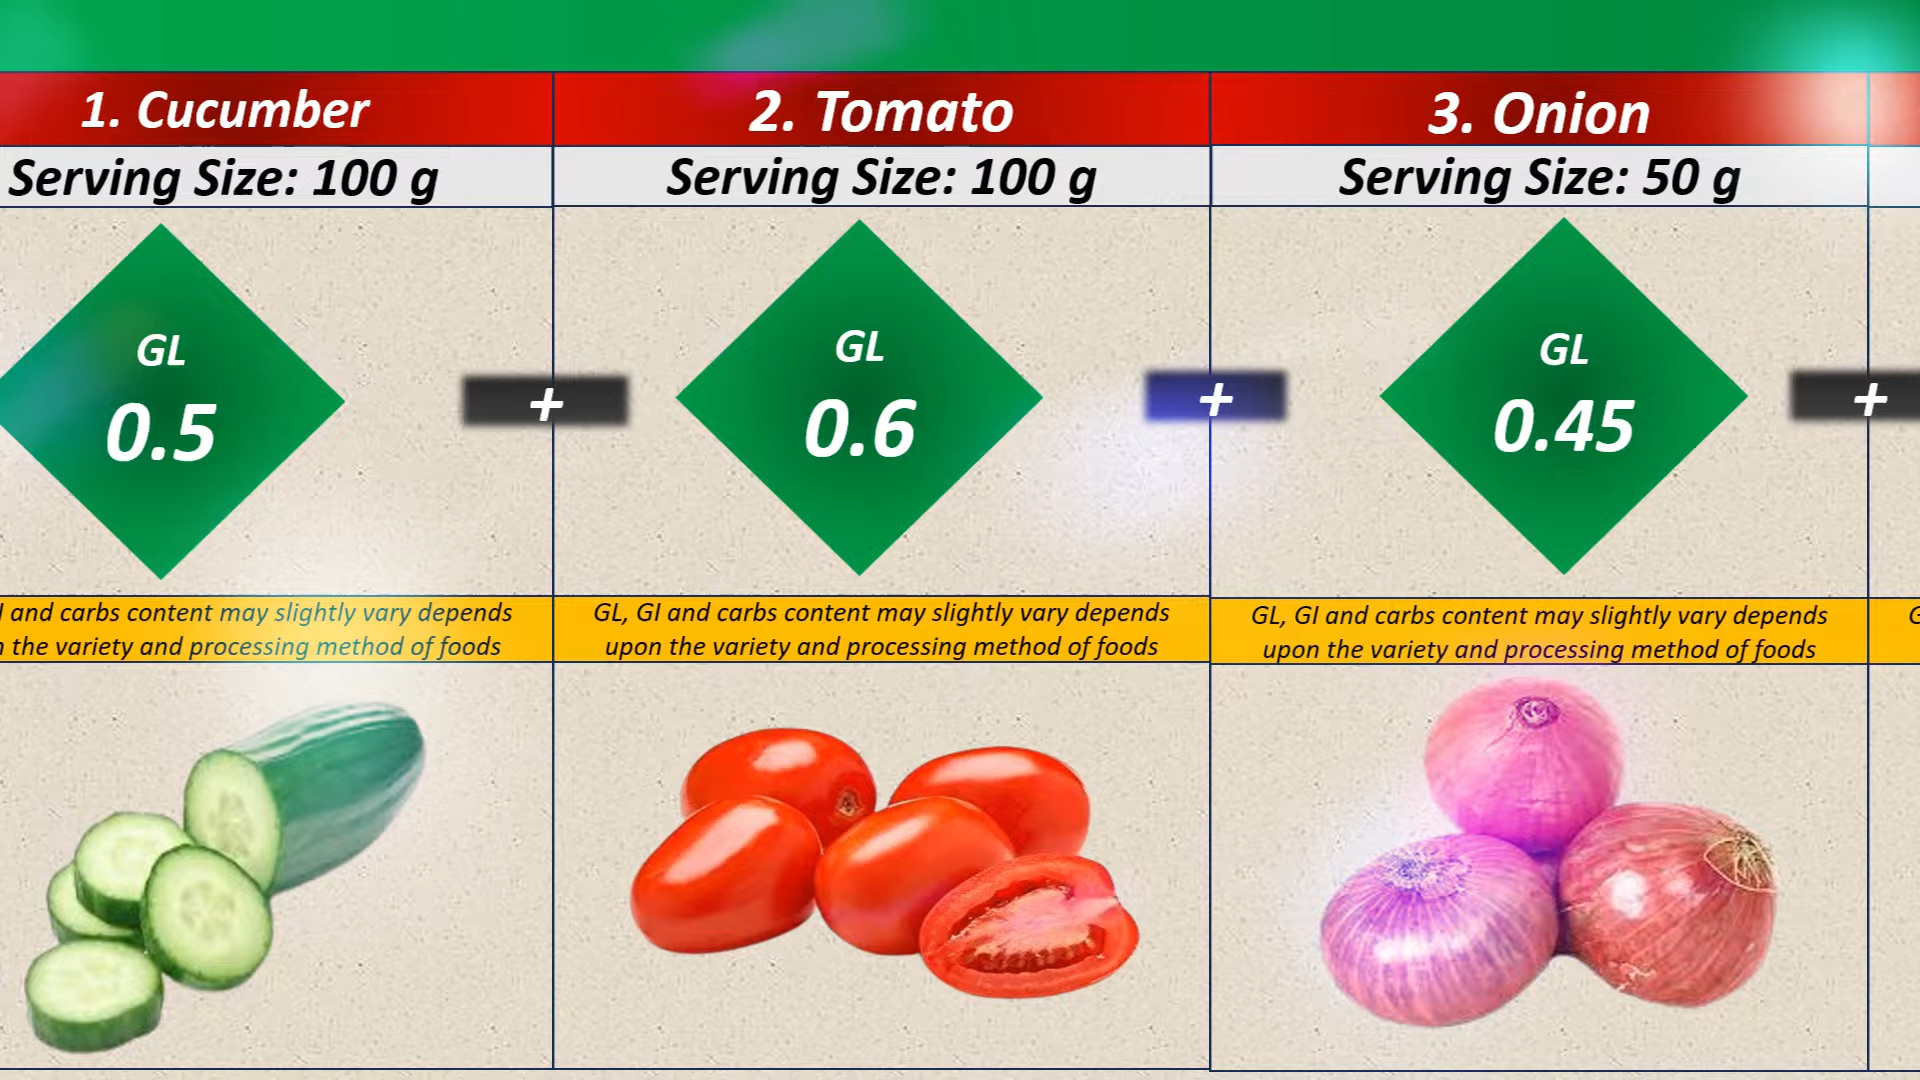 1. Cucumber
Serving Size: 100 g
GL
0.5
+
and carbs content may slightly vary depends
the variety and processing method of foods
2. Tomato
Serving Size: 100 g
GL
0.6
+
GL, GI and carbs content may slightly vary depends
upon the variety and processing method of foods
3. Onion
Serving Size: 50 g
GL
0.45
+
GL, GI and carbs content may slightly vary depends
upon the variety and processing method of foods